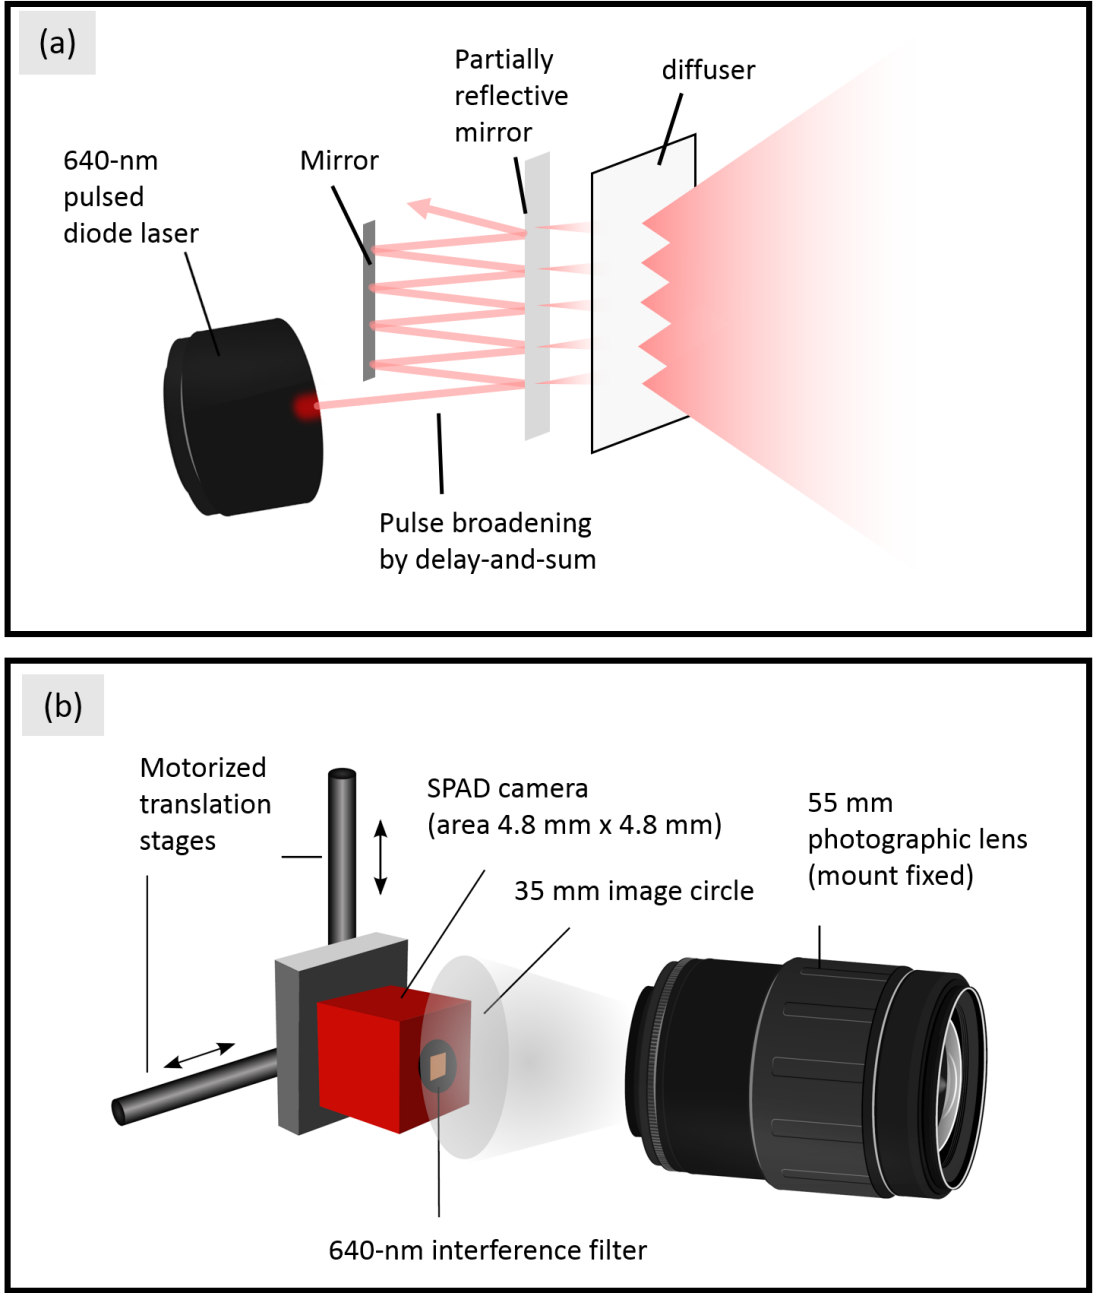 (a)
Partially
reflective
mirror
diffuser
640-nm
pulsed
diode laser
Mirror
Pulse broadening
by delay-and-sum
(b)
Motorized
translation
stages
SPAD camera
(area 4.8 mm x 4.8 mm)
35 mm image circle
55 mm
photographic lens
(mount fixed)
640-nm interference filter